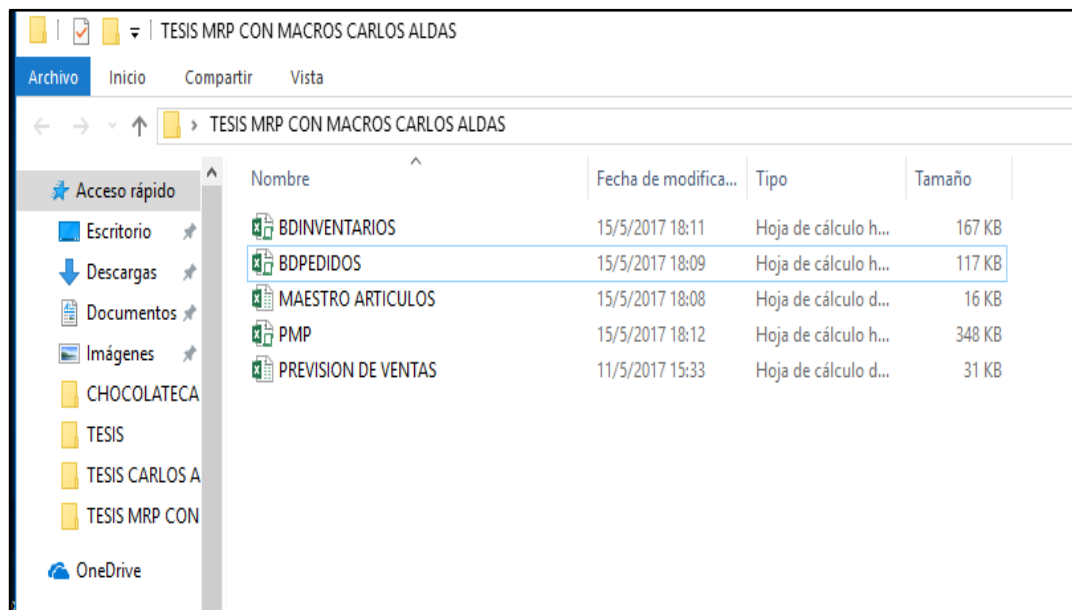 TESIS MRP CON MACROS CARLOS ALDAS
Archivo Inicio Compartir Vista
TESIS MRP CON MACROS CARLOS ALDAS
Nombre Fecha de modifica... Tipo Tamaño
Acceso rápido
Escritorio
Descargas
Documentos
Imágenes
CHOCOLATECA
TESIS
TESIS CARLOS A
TESIS MRP CON
OneDrive
BDINVENTARIOS 15/5/2017 18:11 Hoja de cálculo h... 167 KB
BDPEDIDOS 15/5/2017 18:09 Hoja de cálculo h... 117 KB
MAESTRO ARTICULOS 15/5/2017 18:08 Hoja de cálculo d... 16 KB
PMP 15/5/2017 18:12 Hoja de cálculo h... 348 KB
PREVISION DE VENTAS 11/5/2017 15:33 Hoja de cálculo d... 31 KB